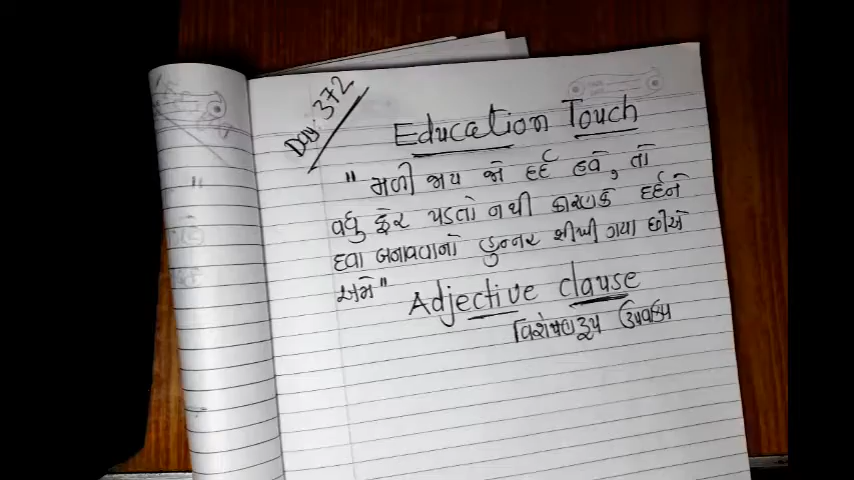 Day: 372
Education Touch
" મળી જાય જો દર્દ હવે, તો
વધુ ફેર પડતો નથી કારણકે દર્દને
દવા બનાવવાનો હુન્નર શીખી ગયા છીએ
અમે"
Adjective clause
વિશેષણરૂપ ઉપવાક્ય